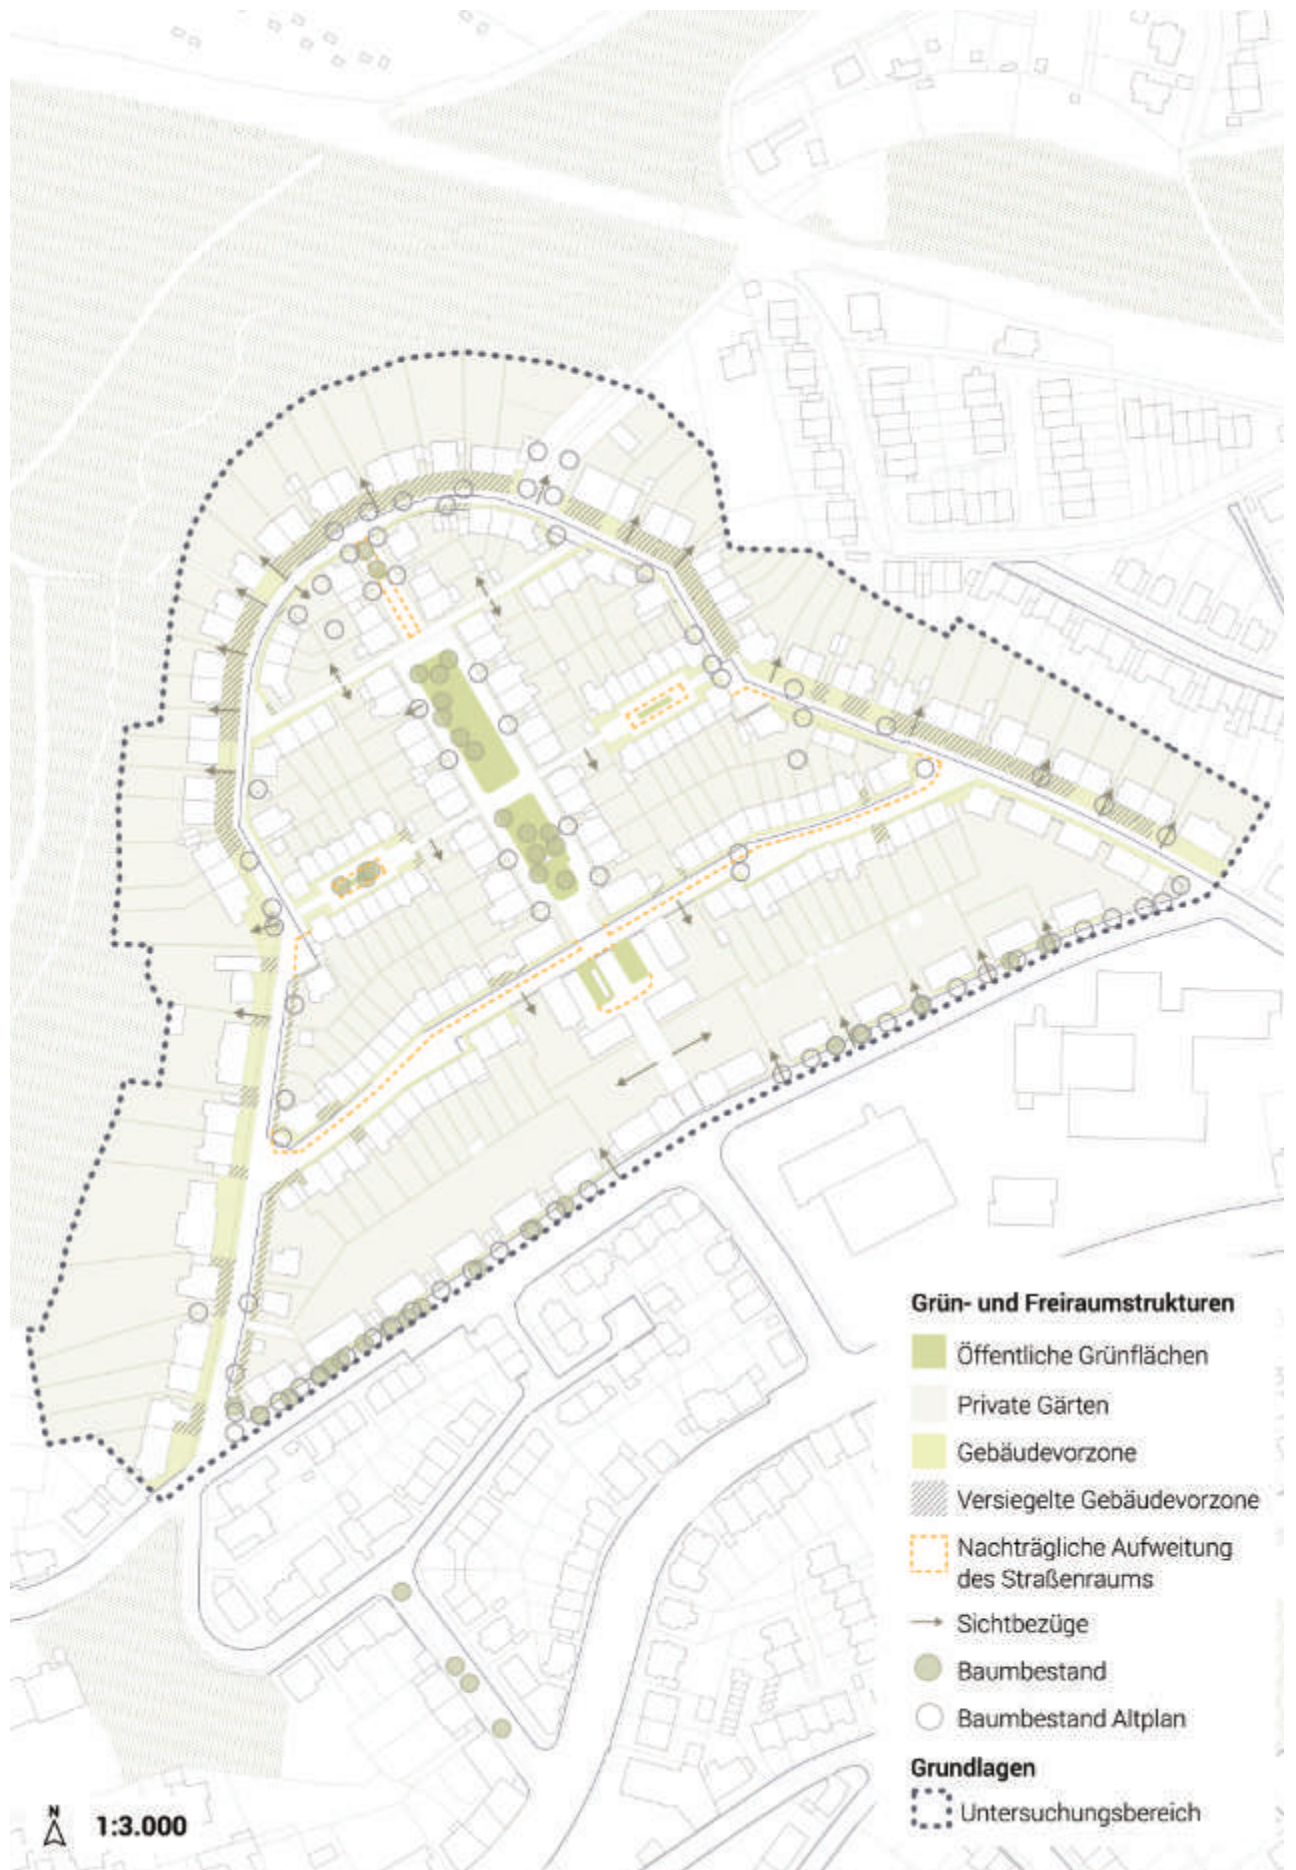 Grün- und Freiraumstrukturen
Öffentliche Grünflächen
Private Gärten
Gebäudevorzone
Versiegelte Gebäudevorzone
Nachträgliche Aufweitung
des Straßenraums
Sichtbezüge
Baumbestand
Baumbestand Altplan
Grundlagen
Untersuchungsbereich
N
1:3.000